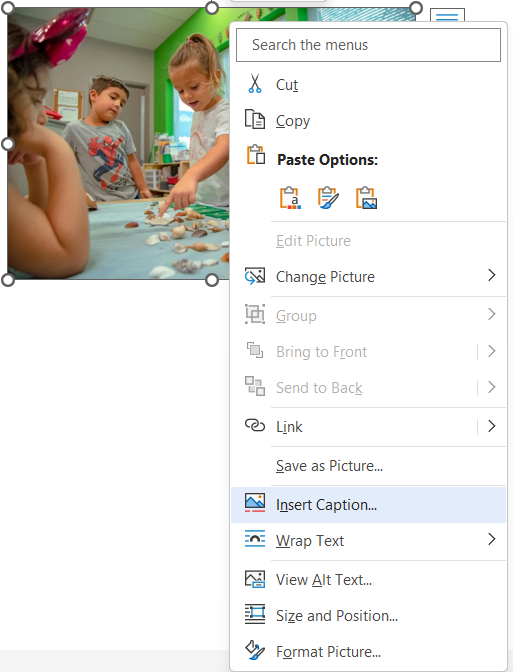 Search the menus
Cut
Copy
Paste Options:
a
Edit Picture
Change Picture
Group
Bring to Front
Send to Back
Link
Save as Picture...
Insert Caption...
Wrap Text
View Alt Text...
Size and Position...
Format Picture...